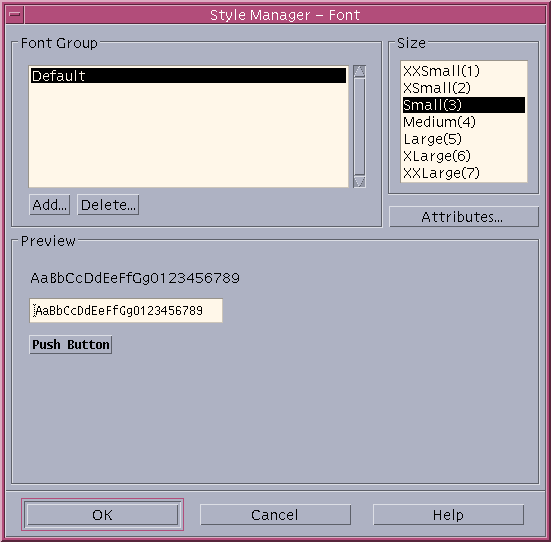 Style Manager – Font
Font Group
Default
Add...
Delete...
Size
XXSmall(1)
XSmall(2)
Small(3)
Medium(4)
Large(5)
XLarge(6)
XXLarge(7)
Attributes...
Preview
AaBbCcDdEeFfGg0123456789
AaBbCcDdEeFfGg0123456789
Push Button
OK
Cancel
Help